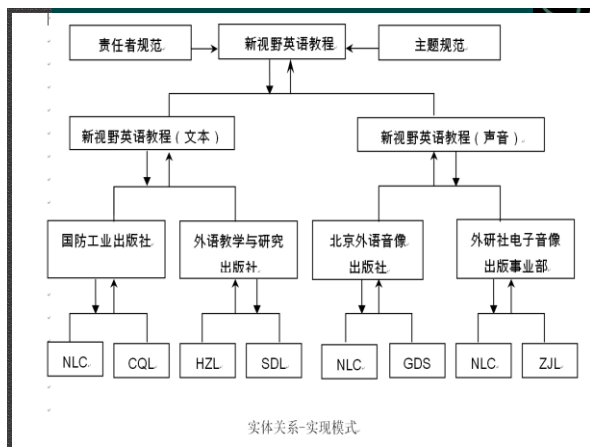 责任者规范
新视野英语教程
主题规范
新视野英语教程（文本）
新视野英语教程（声音）
国防工业出版社
外语教学与研究
出版社
北京外语音像
出版社
外研社电子音像
出版事业部
NLC
CQL
HZL
SDL
NLC
GDS
NLC
ZJL
实体关系-实现模式